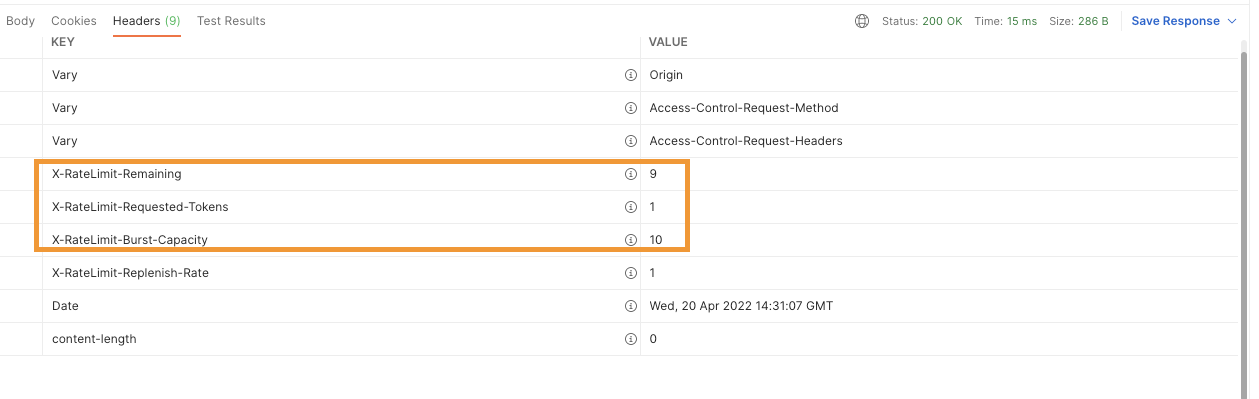 Body Cookies Headers (9) Test Results Status: 200 OK Time: 15 ms Size: 286 B Save Response
KEY VALUE
Vary Origin
Vary Access-Control-Request-Method
Vary Access-Control-Request-Headers
X-RateLimit-Remaining 9
X-RateLimit-Requested-Tokens 1
X-RateLimit-Burst-Capacity 10
X-RateLimit-Replenish-Rate 1
Date Wed, 20 Apr 2022 14:31:07 GMT
content-length 0